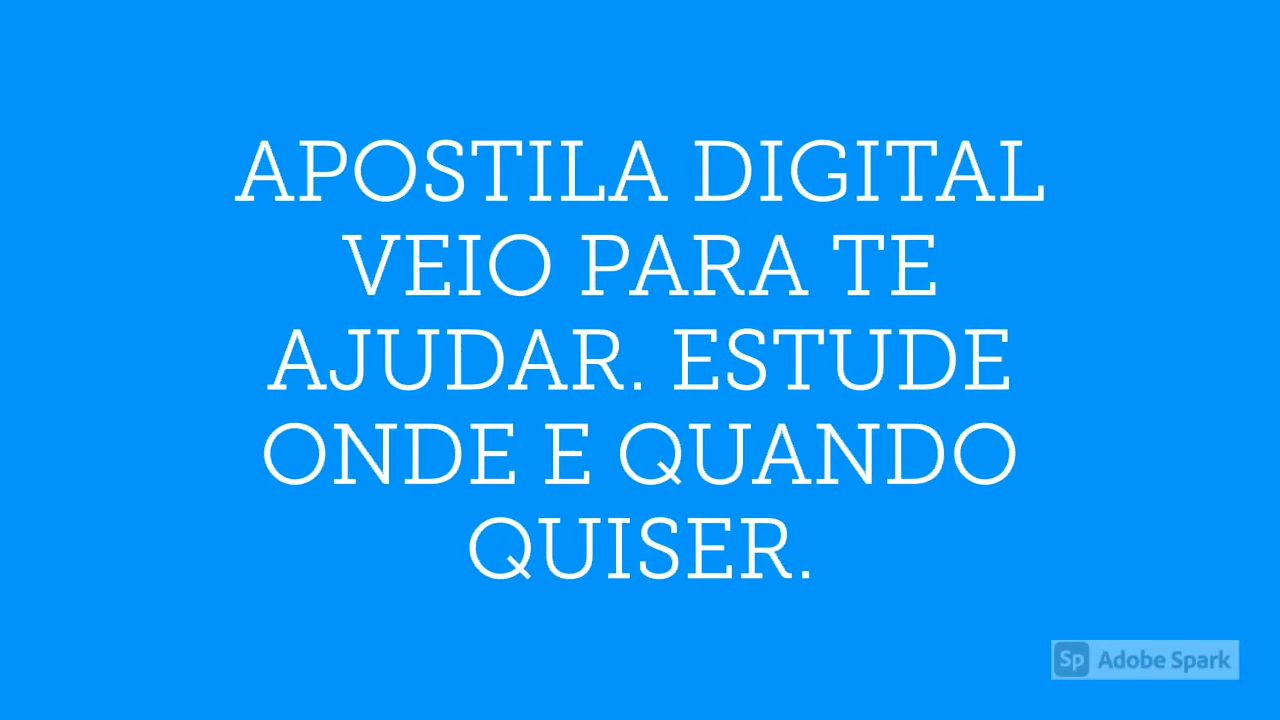 APOSTILA DIGITAL
VEIO PARA TE
AJUDAR. ESTUDE
ONDE E QUANDO
QUISER.
Sp Adobe Spark